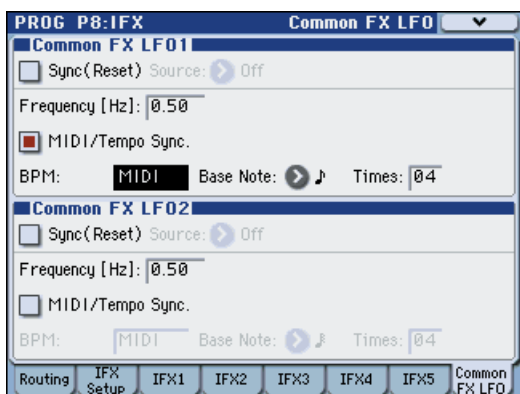 PROG P8:IFX Common FX LFO
Common FX LFO1
Sync(Reset) Source: Off
Frequency [Hz]: 0.50
MIDI/Tempo Sync.
BPM: MIDI Base Note: ♪ Times: 04
Common FX LFO2
Sync(Reset) Source: Off
Frequency [Hz]: 0.50
MIDI/Tempo Sync.
BPM: MIDI Base Note: Times: 04
Routing IFX Setup IFX1 IFX2 IFX3 IFX4 IFX5 Common FX LFO